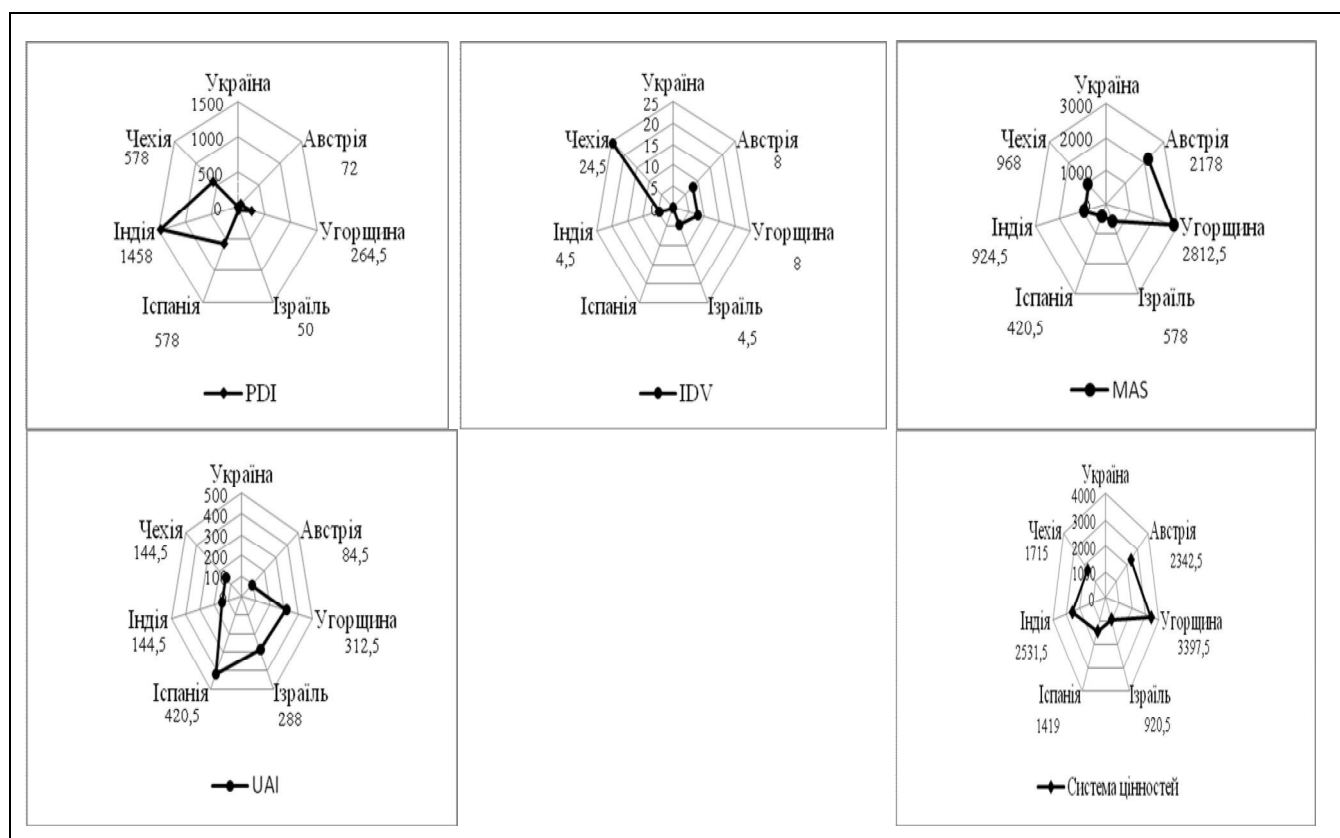 Україна
1500
1000
500
0
Чехія
578
Австрія
72
Індія
1458
Угорщина
264,5
Іспанія
578
Ізраїль
50
PDI
Україна
25
20
15
10
5
0
Чехія
24,5
Австрія
8
Індія
4,5
Угорщина
8
Іспанія
Ізраїль
4,5
IDV
Україна
3000
2000
1000
0
Чехія
968
Австрія
2178
Індія
924,5
Угорщина
2812,5
Іспанія
420,5
Ізраїль
578
MAS
Україна
500
400
300
200
100
0
Чехія
144,5
Австрія
84,5
Індія
144,5
Угорщина
312,5
Іспанія
420,5
Ізраїль
288
UAI
Україна
4000
3000
2000
1000
0
Чехія
1715
Австрія
2342,5
Індія
2531,5
Угорщина
3397,5
Іспанія
1419
Ізраїль
920,5
Система цінностей